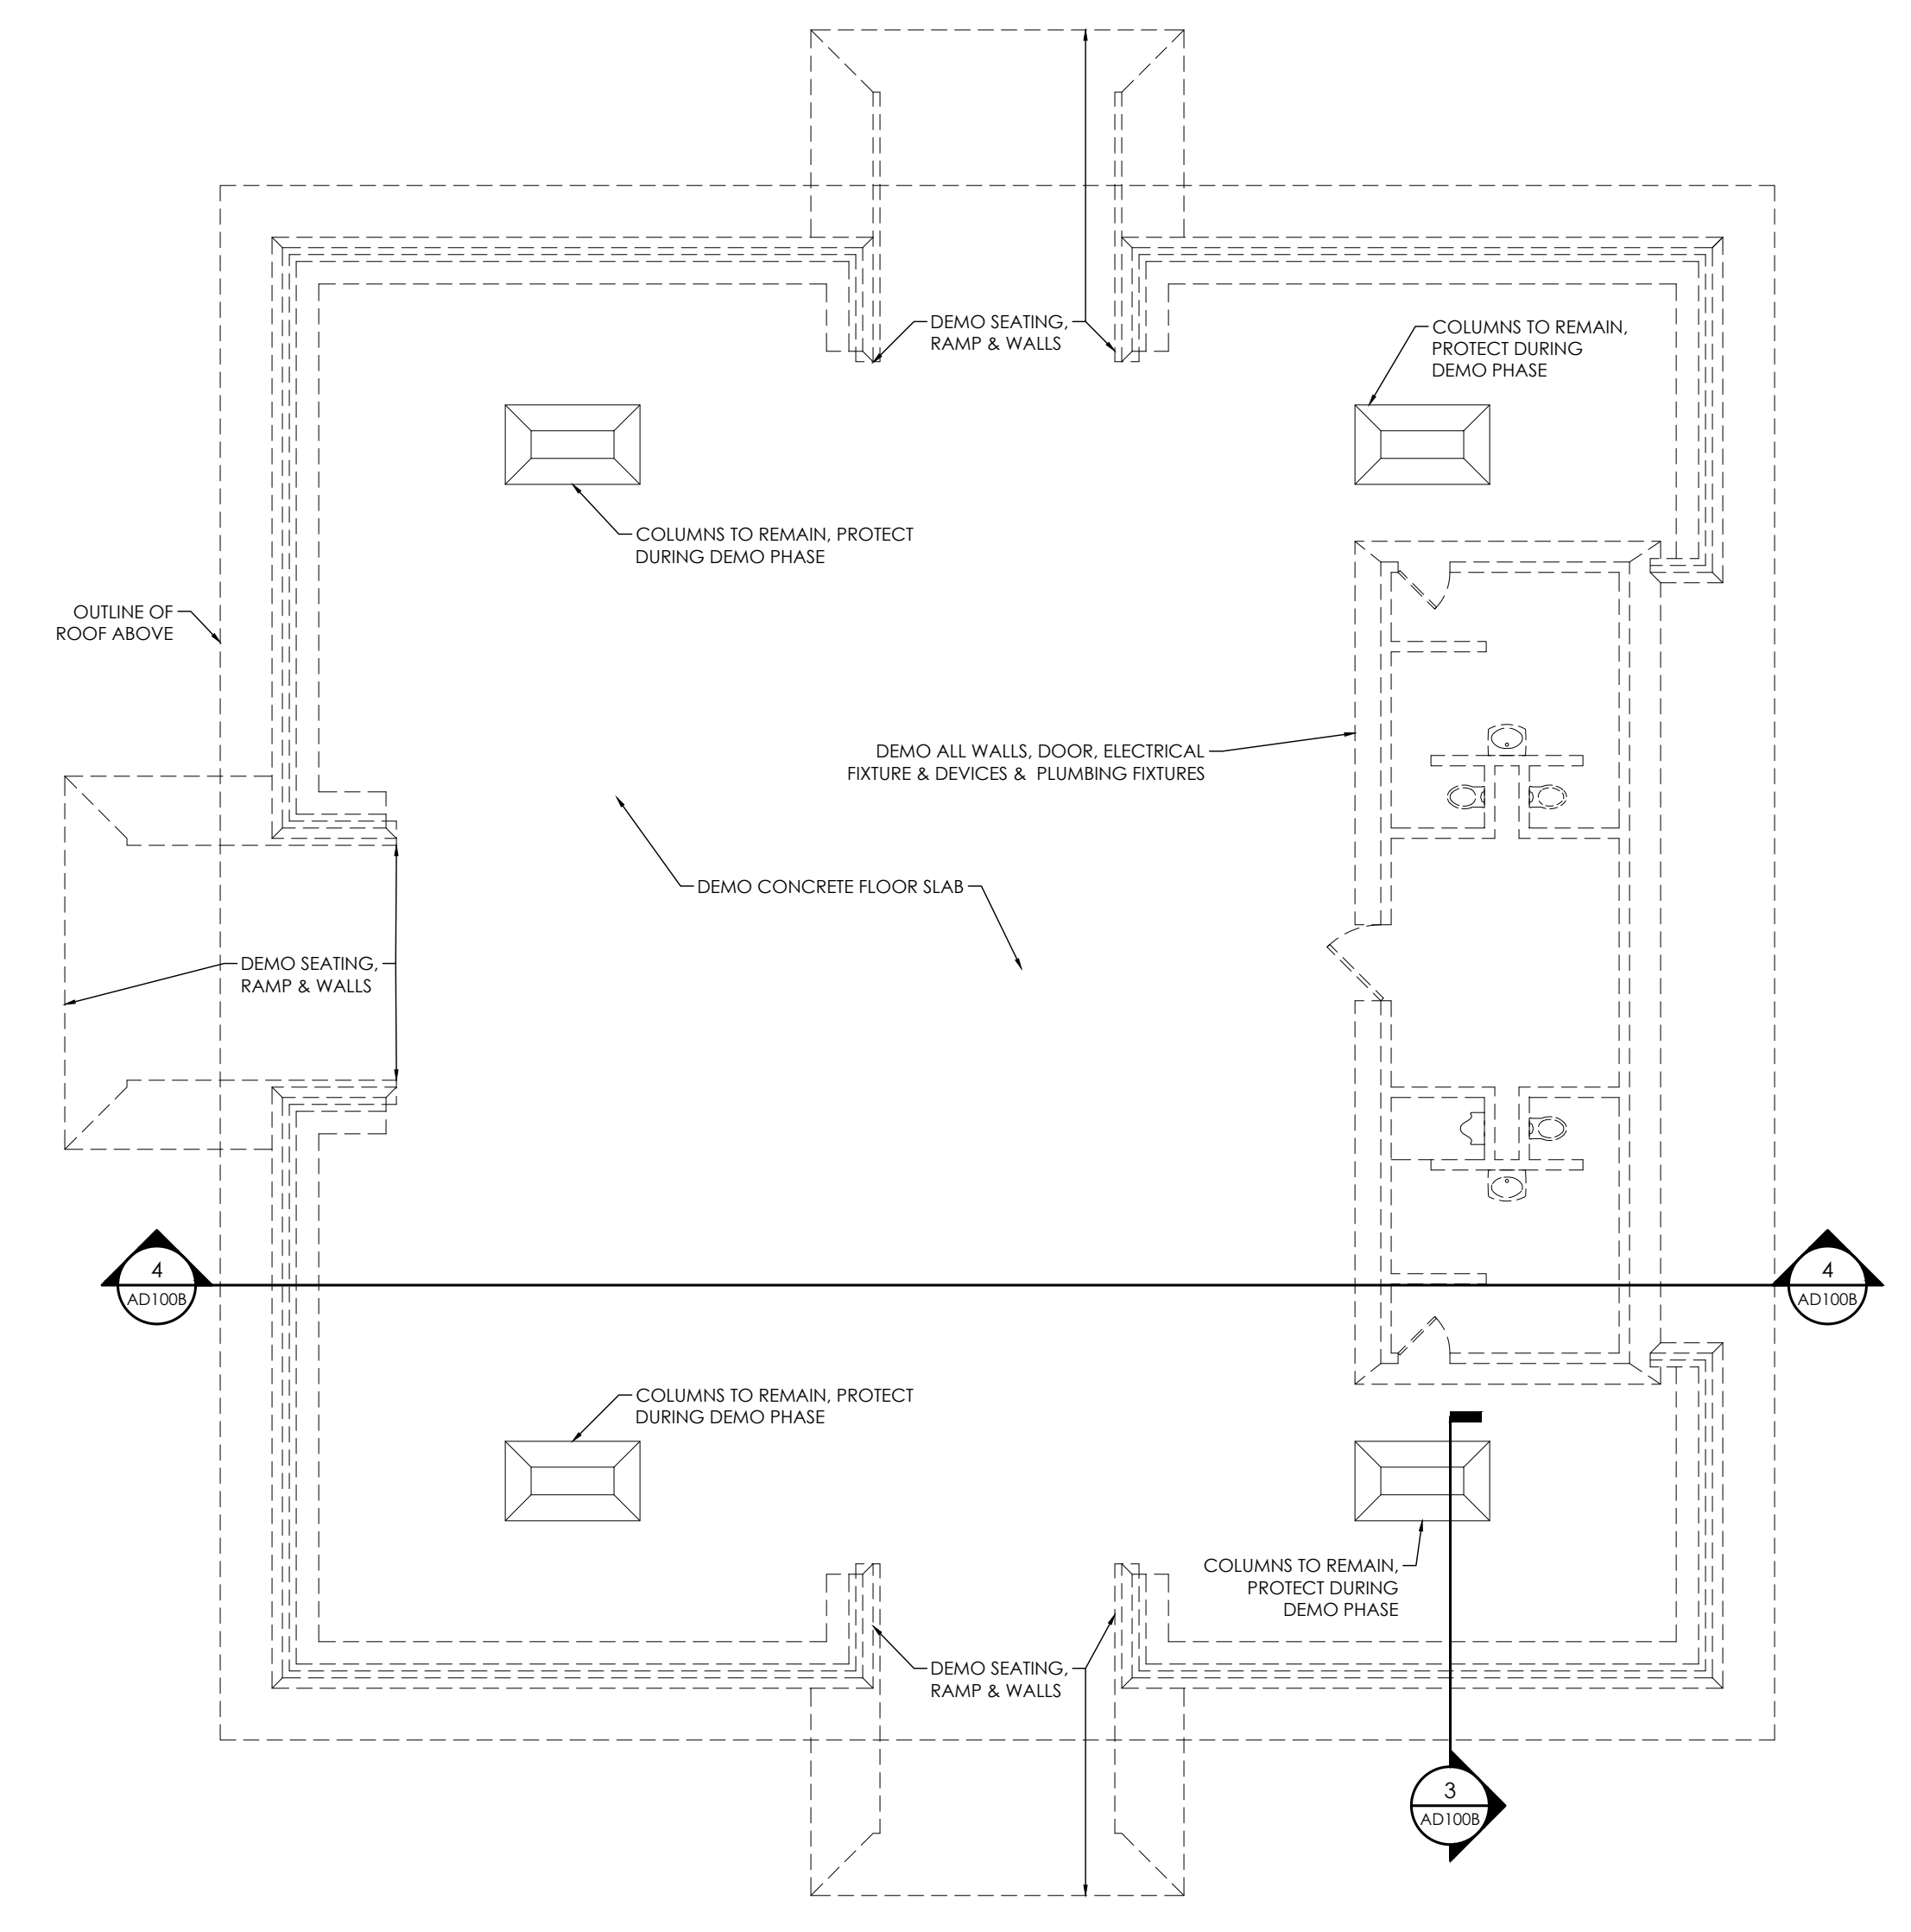 DEMO SEATING,
RAMP & WALLS
COLUMNS TO REMAIN,
PROTECT DURING
DEMO PHASE
COLUMNS TO REMAIN, PROTECT
DURING DEMO PHASE
OUTLINE OF
ROOF ABOVE
DEMO ALL WALLS, DOOR, ELECTRICAL
FIXTURE & DEVICES & PLUMBING FIXTURES
DEMO CONCRETE FLOOR SLAB
DEMO SEATING,
RAMP & WALLS
4
AD100B
4
AD100B
COLUMNS TO REMAIN, PROTECT
DURING DEMO PHASE
COLUMNS TO REMAIN,
PROTECT DURING
DEMO PHASE
DEMO SEATING,
RAMP & WALLS
3
AD100B